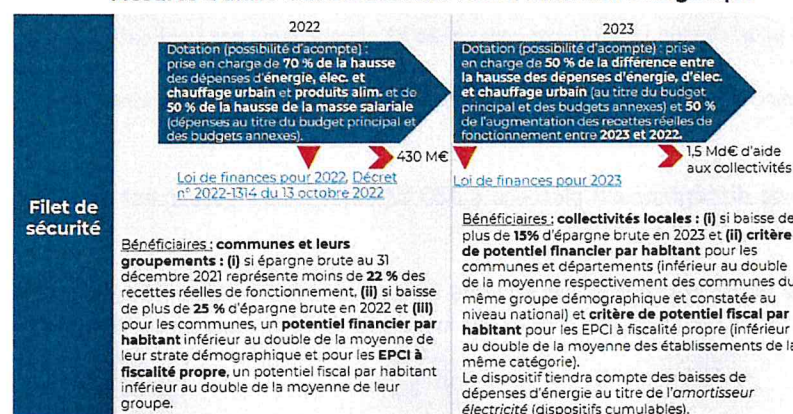 2022
Dotation (possibilité d'acompte) :
prise en charge de 70 % de la hausse
des dépenses d'énergie, élec. et
chauffage urbain et produits alim. et de
50 % de la hausse de la masse salariale
(dépenses au titre du budget principal et
des budgets annexes).
430 M€
Loi de finances pour 2022, Décret
n° 2022-1314 du 13 octobre 2022
2023
Dotation (possibilité d'acompte) : prise
en charge de 50 % de la différence entre
la hausse des dépenses d'énergie, d'élec.
et chauffage urbain (au titre du budget
principal et des budgets annexes) et 50 %
de l'augmentation des recettes réelles de
fonctionnement entre 2023 et 2022.
1,5 Md€ d'aide
aux collectivités
Loi de finances pour 2023
Filet de
sécurité
Bénéficiaires : communes et leurs
groupements : (i) si épargne brute au 31
décembre 2021 représente moins de 22 % des
recettes réelles de fonctionnement, (ii) si baisse
de plus de 25 % d'épargne brute en 2022 et (iii)
pour les communes, un potentiel financier par
habitant inférieur au double de la moyenne de
leur strate démographique et pour les EPCI à
fiscalité propre, un potentiel fiscal par habitant
inférieur au double de la moyenne de leur
groupe.
Bénéficiaires : collectivités locales : (i) si baisse de
plus de 15% d'épargne brute en 2023 et (ii) critère
de potentiel financier par habitant pour les
communes et départements (inférieur au double
de la moyenne respectivement des communes du
même groupe démographique et constatée au
niveau national) et critère de potentiel fiscal par
habitant pour les EPCI à fiscalité propre (inférieur
au double de la moyenne des établissements de la
même catégorie).
Le dispositif tiendra compte des baisses de
dépenses d'énergie au titre de l'amortisseur
électricité (dispositifs cumulables).